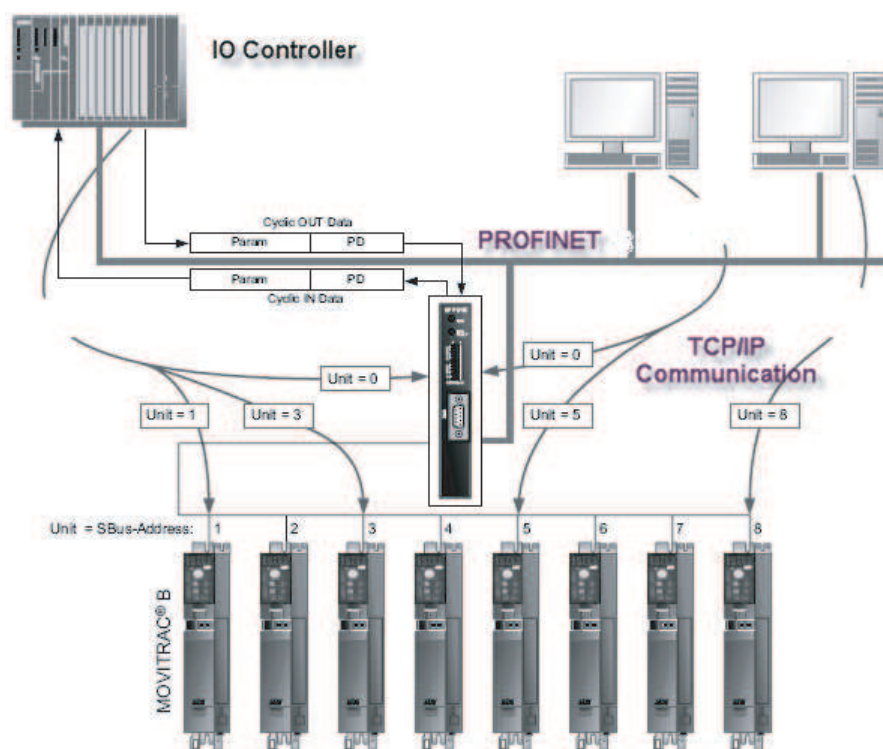 IO Controller
Cyclic OUT Data
Param PD
PROFINET
Param PD
Cyclic IN Data
TCP/IP
Communication
Unit = 0
Unit = 0
Unit = 1
Unit = 3
Unit = 5
Unit = 8
Unit = SBus-Address: 1 2 3 4 5 6 7 8
MOVITRAC® B